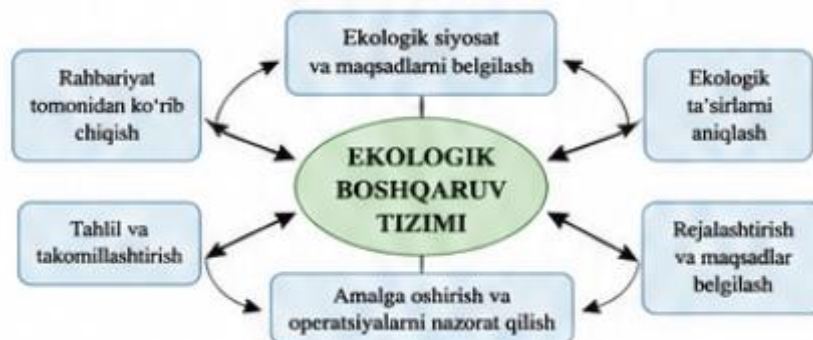 Ekologik siyosat
va maqsadlarni belgilash
Rahbariyat
tomonidan ko'rib
chiqish
Ekologik
ta'sirlarni
aniqlash
EKOLOGIK
BOSHQARUV
TIZIMI
Tahlil va
takomillashtirish
Rejalashtirish
va maqsadlar
belgilash
Amalga oshirish va
operatsiyalarni nazorat qilish